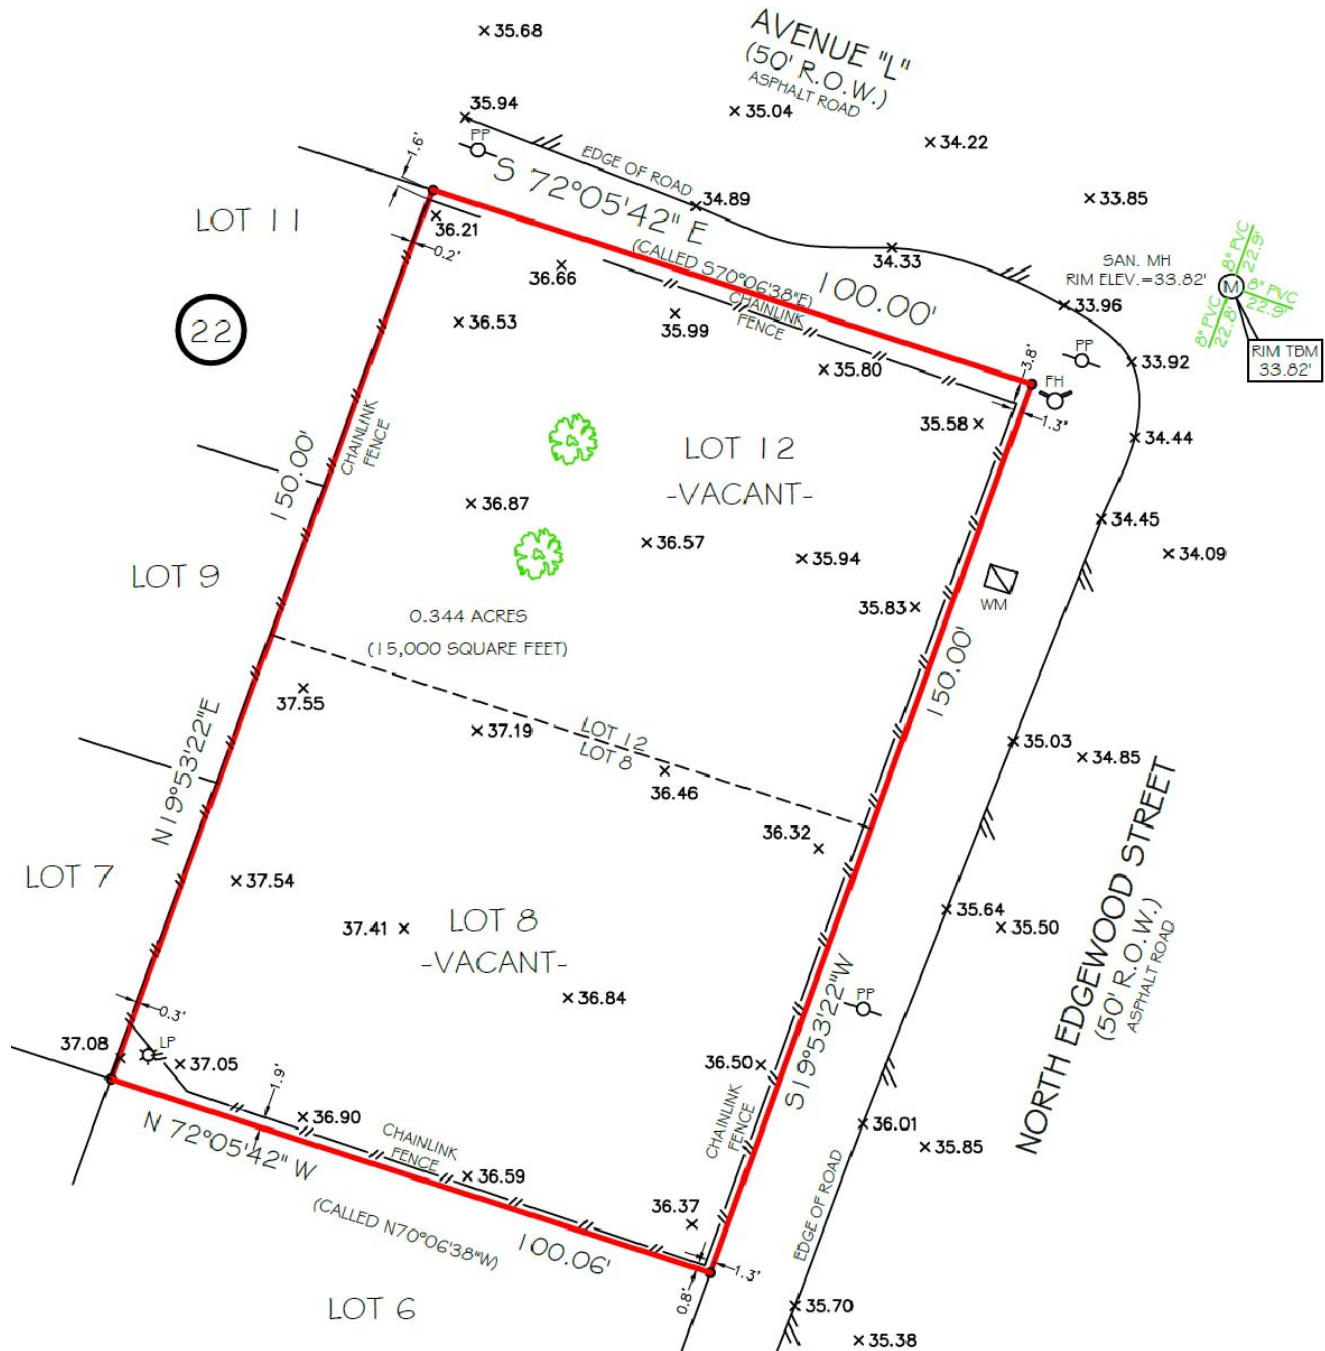 35.68
AVENUE "L"
(50' R.O.W.)
ASPHALT ROAD
35.94
35.04
34.22
PP
1.6'
EDGE OF ROAD
S 72°05'42" E
34.89
33.85
LOT 11
36.21
0.2'
(CALLED S70°06'38"E)
34.33
SAN. MH
RIM ELEV.=33.82'
8" PVC
22.9'
M
8" PVC
22.9'
8" PVC
22.8'
RIM TBM
33.82'
36.66
100.00'
33.96
22
36.53
35.99
CHAINLINK
FENCE
PP
33.92
35.80
3.8'
FH
35.58
1.3'
34.44
CHAINLINK
FENCE
LOT 12
-VACANT-
150.00'
36.87
34.45
36.57
35.94
34.09
LOT 9
WM
35.83
0.344 ACRES
(15,000 SQUARE FEET)
150.00'
37.55
37.19
LOT 12
LOT 8
35.03
34.85
N19°53'22"E
36.46
36.32
LOT 7
37.54
37.41
LOT 8
-VACANT-
35.64
35.50
NORTH EDGEWOOD STREET
(50' R.O.W.)
ASPHALT ROAD
36.84
PP
S19°53'22"W
0.3'
37.08
LP
37.05
36.50
1.9'
36.90
CHAINLINK
FENCE
CHAINLINK
FENCE
36.01
35.85
N 72°05'42" W
36.59
(CALLED N70°06'38"W)
36.37
EDGE OF ROAD
100.06'
1.3'
0.8'
LOT 6
35.70
35.38